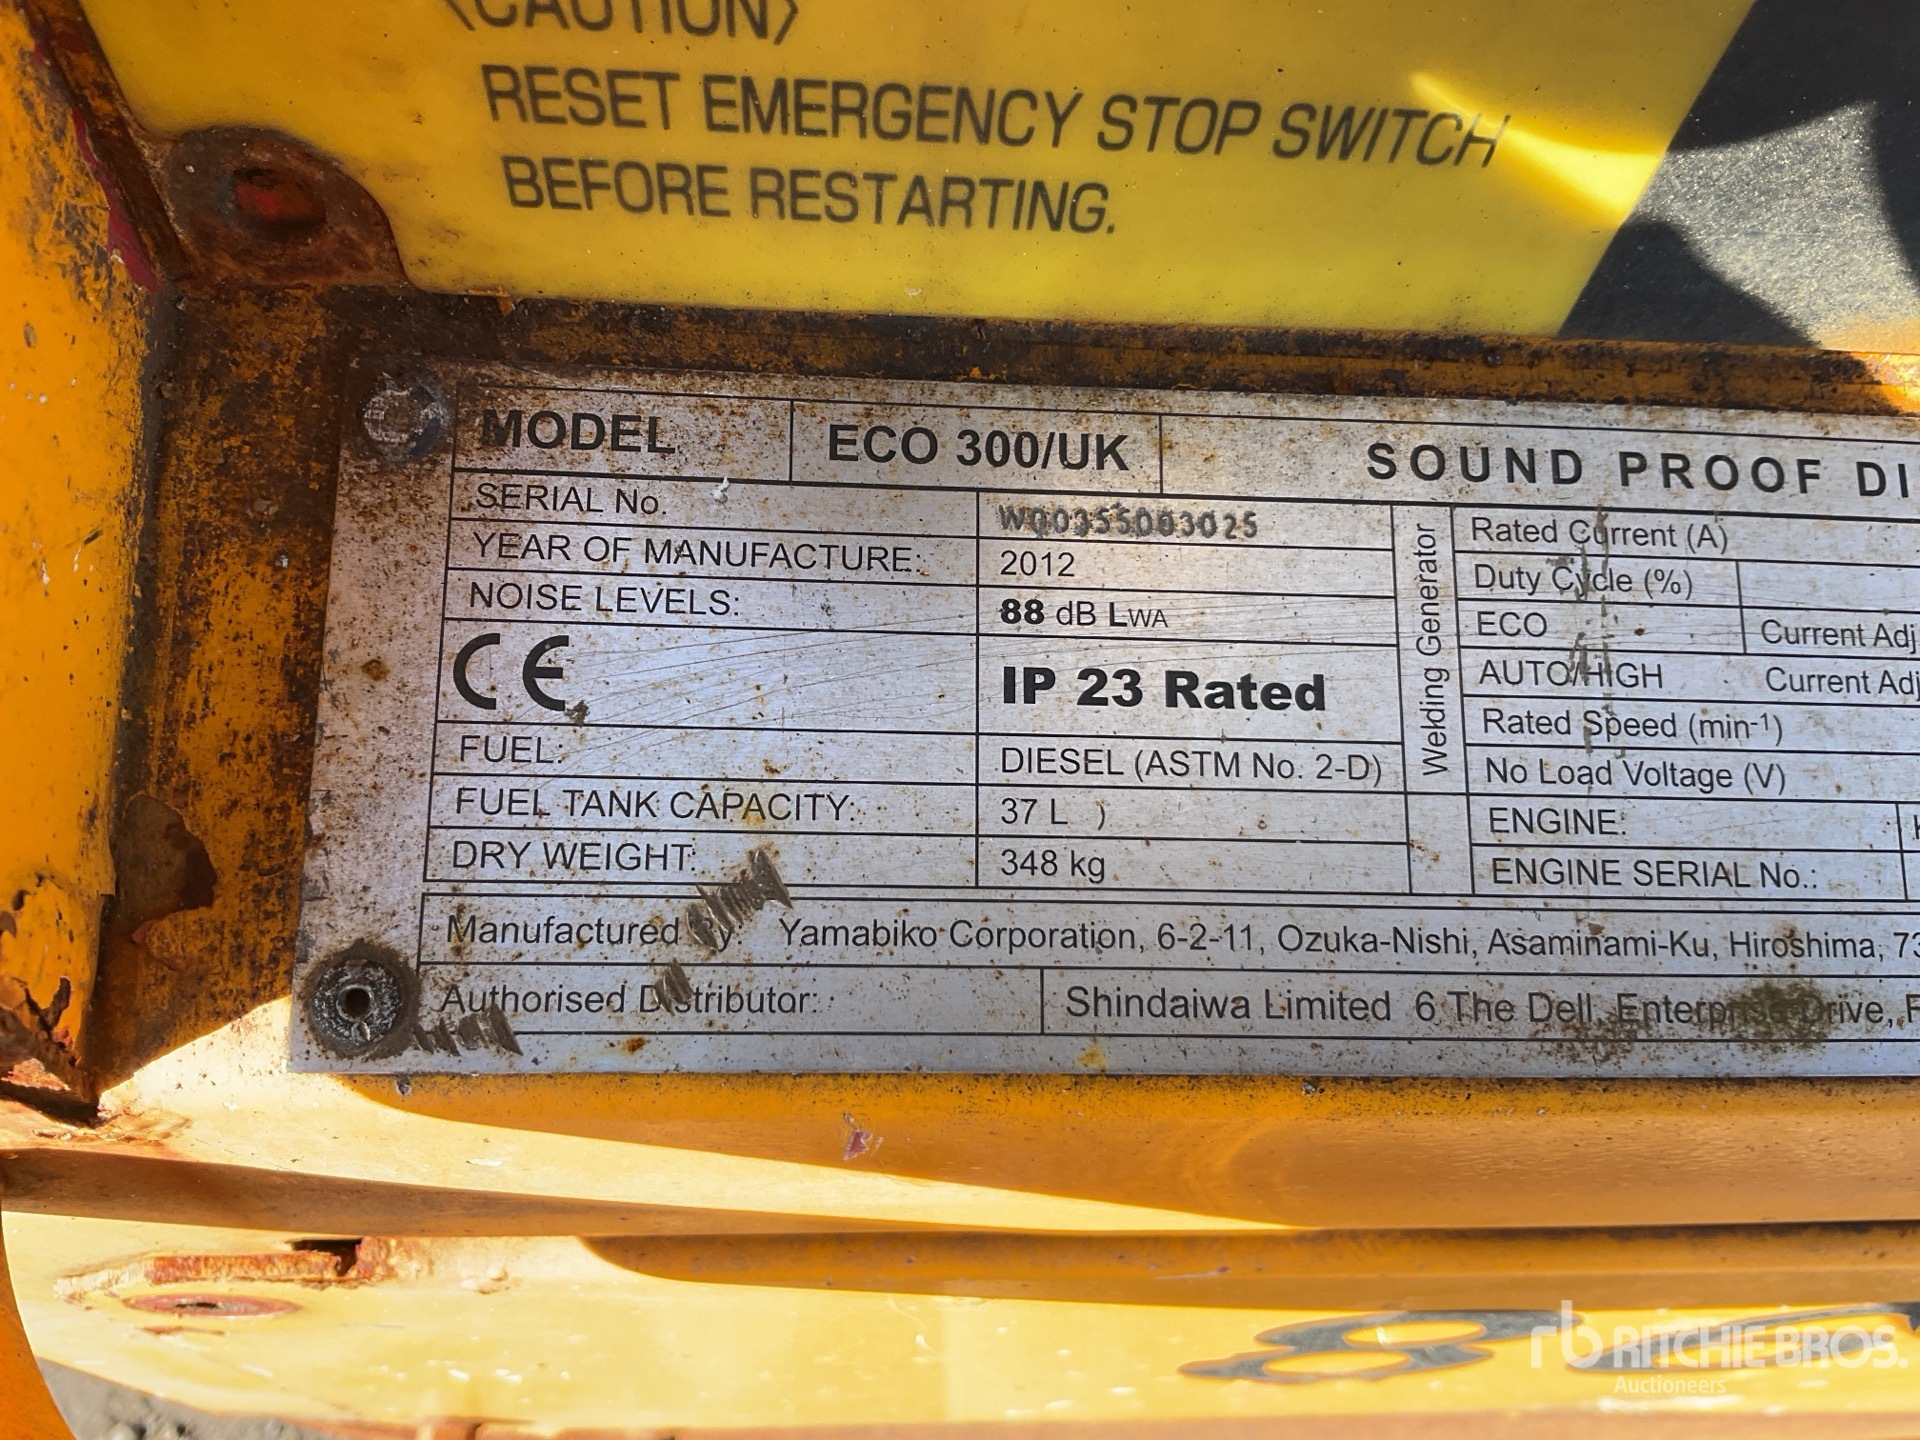 <CAUTION>
RESET EMERGENCY STOP SWITCH
BEFORE RESTARTING.
MODEL ECO 300/UK SOUND PROOF DI
SERIAL No. W00355003025
YEAR OF MANUFACTURE: 2012
NOISE LEVELS: 88 dB LWA
CE IP 23 Rated
FUEL: DIESEL (ASTM No. 2-D)
FUEL TANK CAPACITY: 37 L )
DRY WEIGHT: 348 kg
Welding Generator
Rated Current (A)
Duty Cycle (%)
ECO Current Adj
AUTO/HIGH Current Adj
Rated Speed (min-1)
No Load Voltage (V)
ENGINE:
ENGINE SERIAL No.:
Manufactured By: Yamabiko Corporation, 6-2-11, Ozuka-Nishi, Asaminami-Ku, Hiroshima, 73
Authorised Distributor: Shindaiwa Limited 6 The Dell, Enterprise Drive, F
8
rb RITCHIE BROS.
Auctioneers